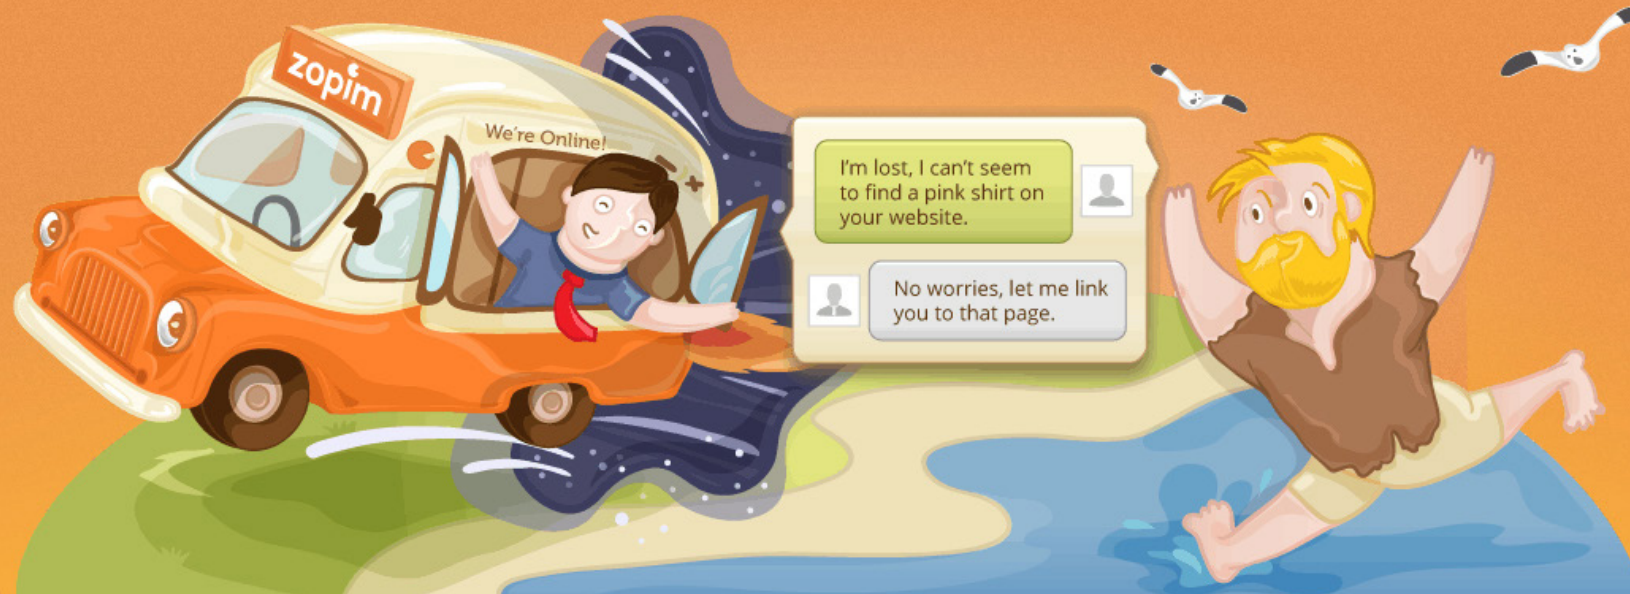 zopim
We're Online!
I'm lost, I can't seem
to find a pink shirt on
your website.
No worries, let me link
you to that page.